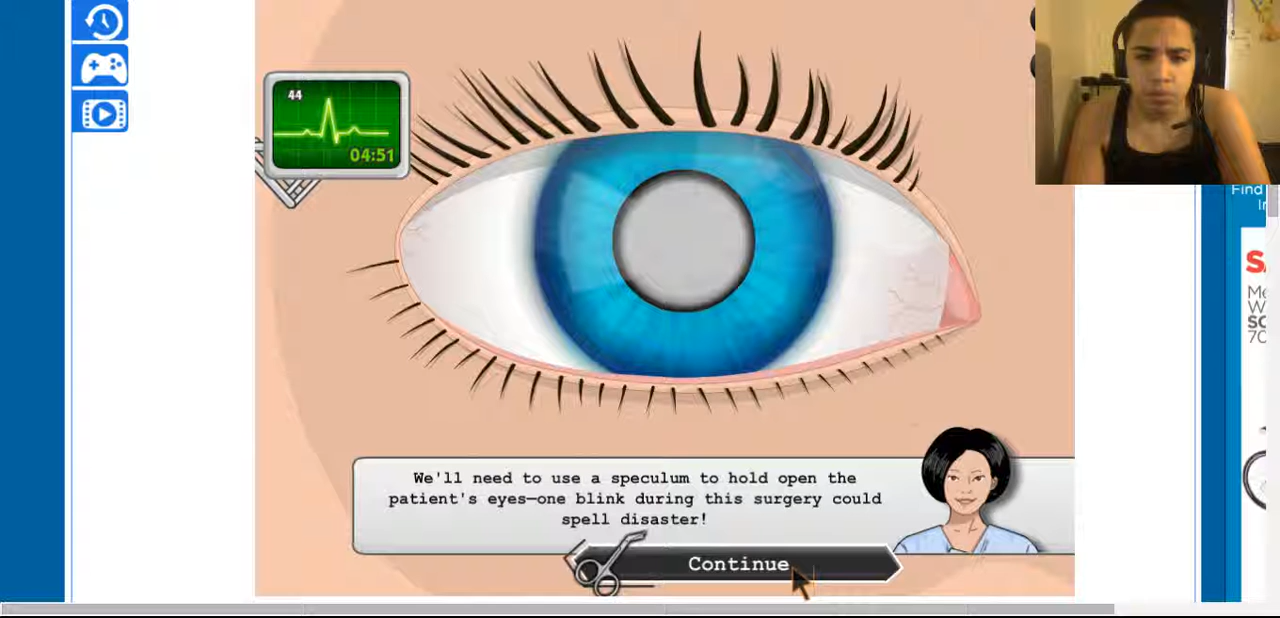 44
04:51
We'll need to use a speculum to hold open the
patient's eyes—one blink during this surgery could
spell disaster!
Continue
Find